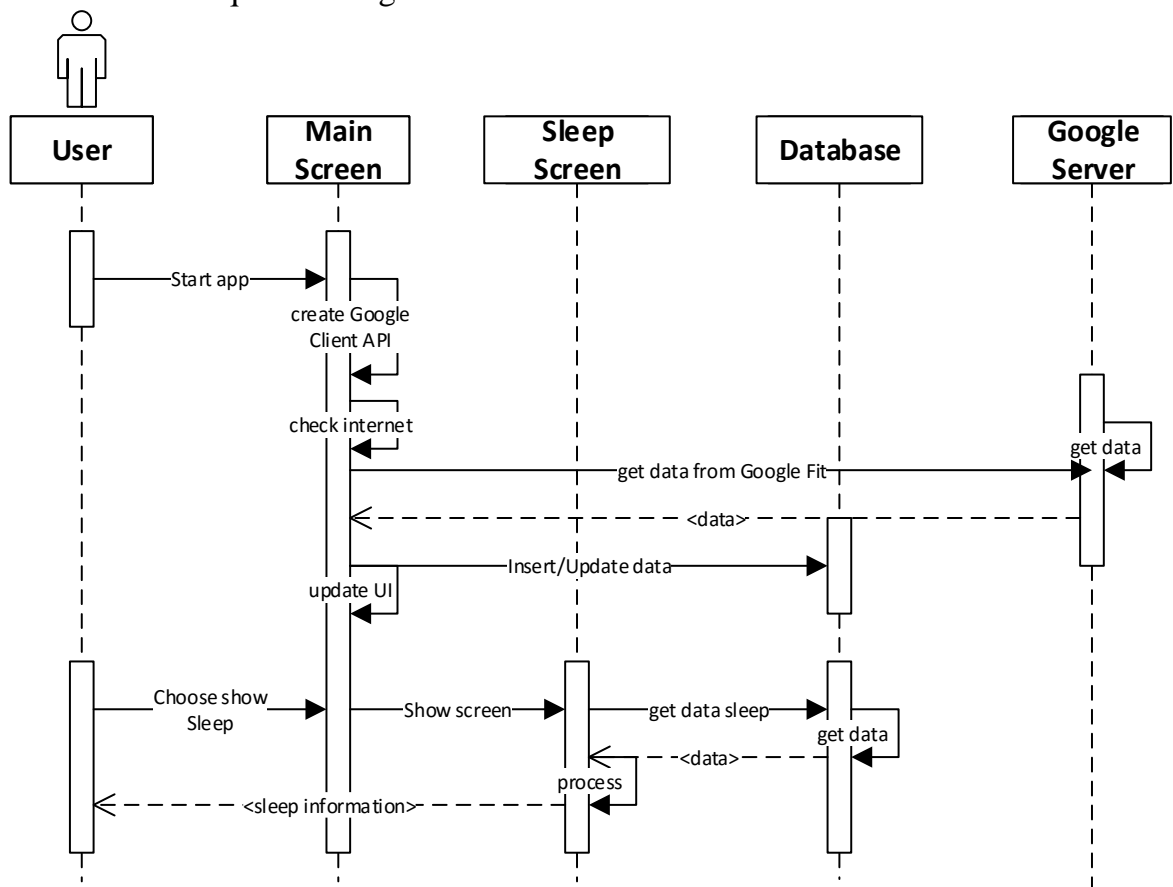 User
Main
Screen
Sleep
Screen
Database
Google
Server
Start app
create Google
Client API
check internet
get data
get data from Google Fit
<data>
Insert/Update data
update UI
Choose show
Sleep
Show screen
get data sleep
get data
<data>
process
<sleep information>